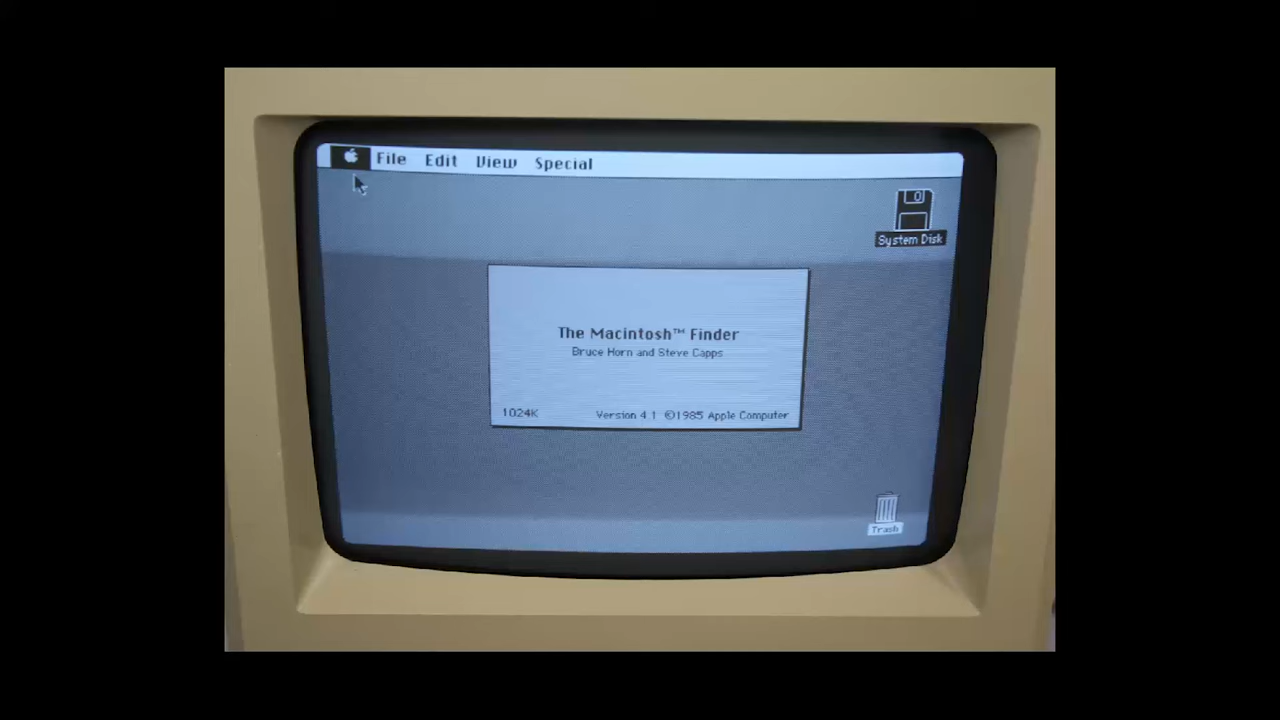 File Edit View Special
System Disk
The Macintosh™ Finder
Bruce Horn and Steve Capps
1024K Version 4.1 ©1985 Apple Computer
Trash